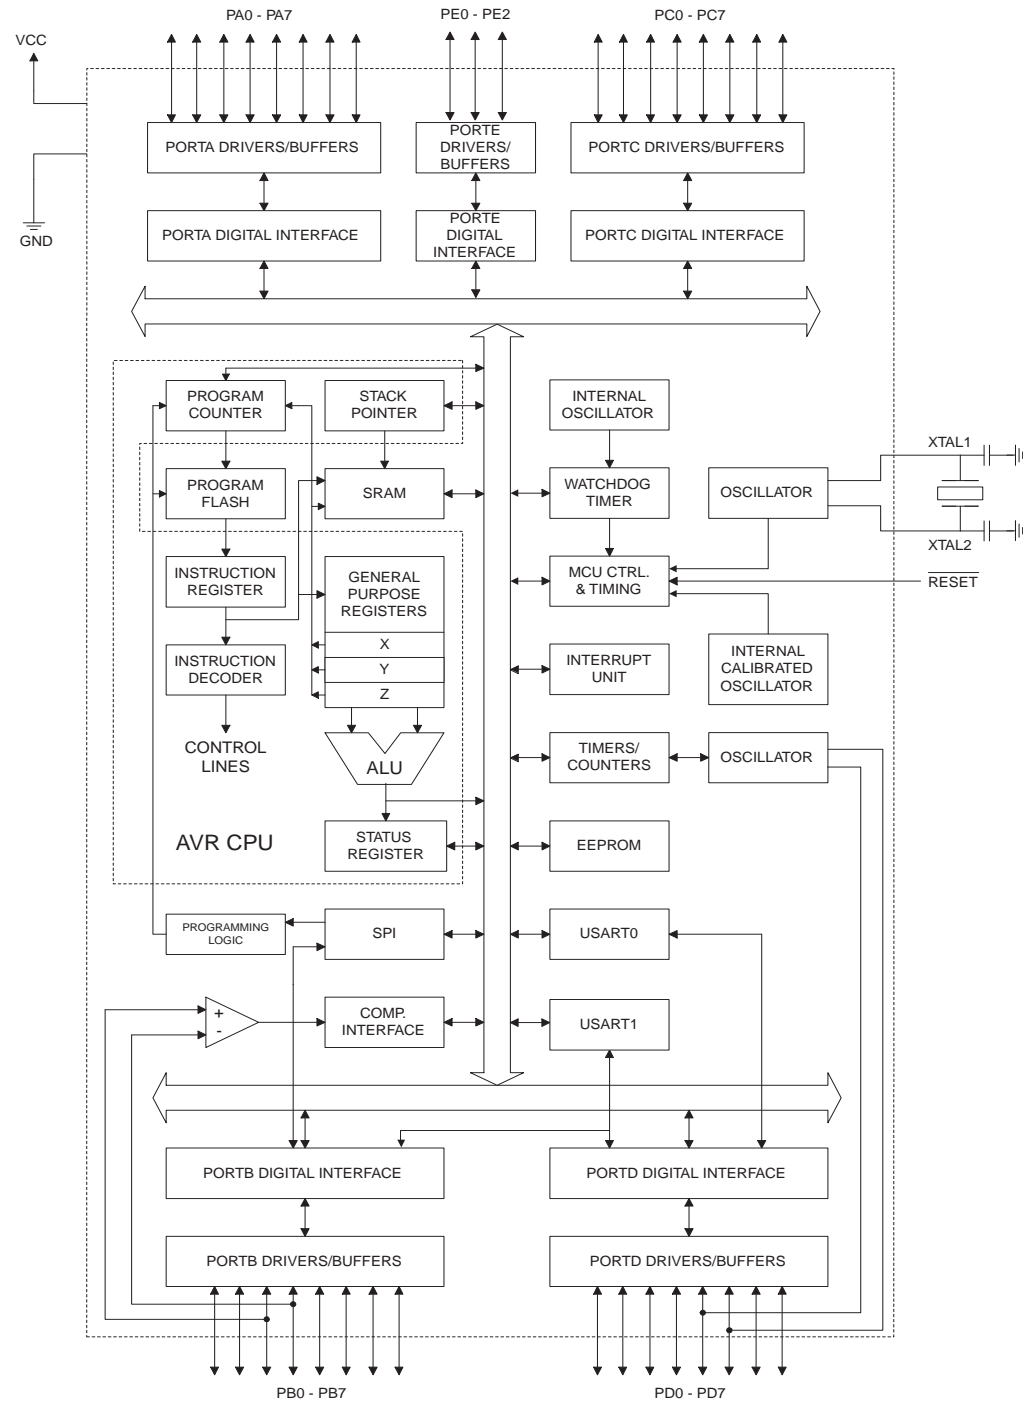 PA0 - PA7
PE0 - PE2
PC0 - PC7
VCC
PORTA DRIVERS/BUFFERS
PORTE
DRIVERS/
BUFFERS
PORTC DRIVERS/BUFFERS
GND
PORTA DIGITAL INTERFACE
PORTE
DIGITAL
INTERFACE
PORTC DIGITAL INTERFACE
PROGRAM
COUNTER
STACK
POINTER
INTERNAL
OSCILLATOR
XTAL1
PROGRAM
FLASH
SRAM
WATCHDOG
TIMER
OSCILLATOR
XTAL2
INSTRUCTION
REGISTER
GENERAL
PURPOSE
REGISTERS
X
Y
Z
MCU CTRL.
& TIMING
RESET
INSTRUCTION
DECODER
INTERRUPT
UNIT
INTERNAL
CALIBRATED
OSCILLATOR
CONTROL
LINES
ALU
TIMERS/
COUNTERS
OSCILLATOR
AVR CPU
STATUS
REGISTER
EEPROM
PROGRAMMING
LOGIC
SPI
USART0
+
-
COMP.
INTERFACE
USART1
PORTB DIGITAL INTERFACE
PORTD DIGITAL INTERFACE
PORTB DRIVERS/BUFFERS
PORTD DRIVERS/BUFFERS
PB0 - PB7
PD0 - PD7